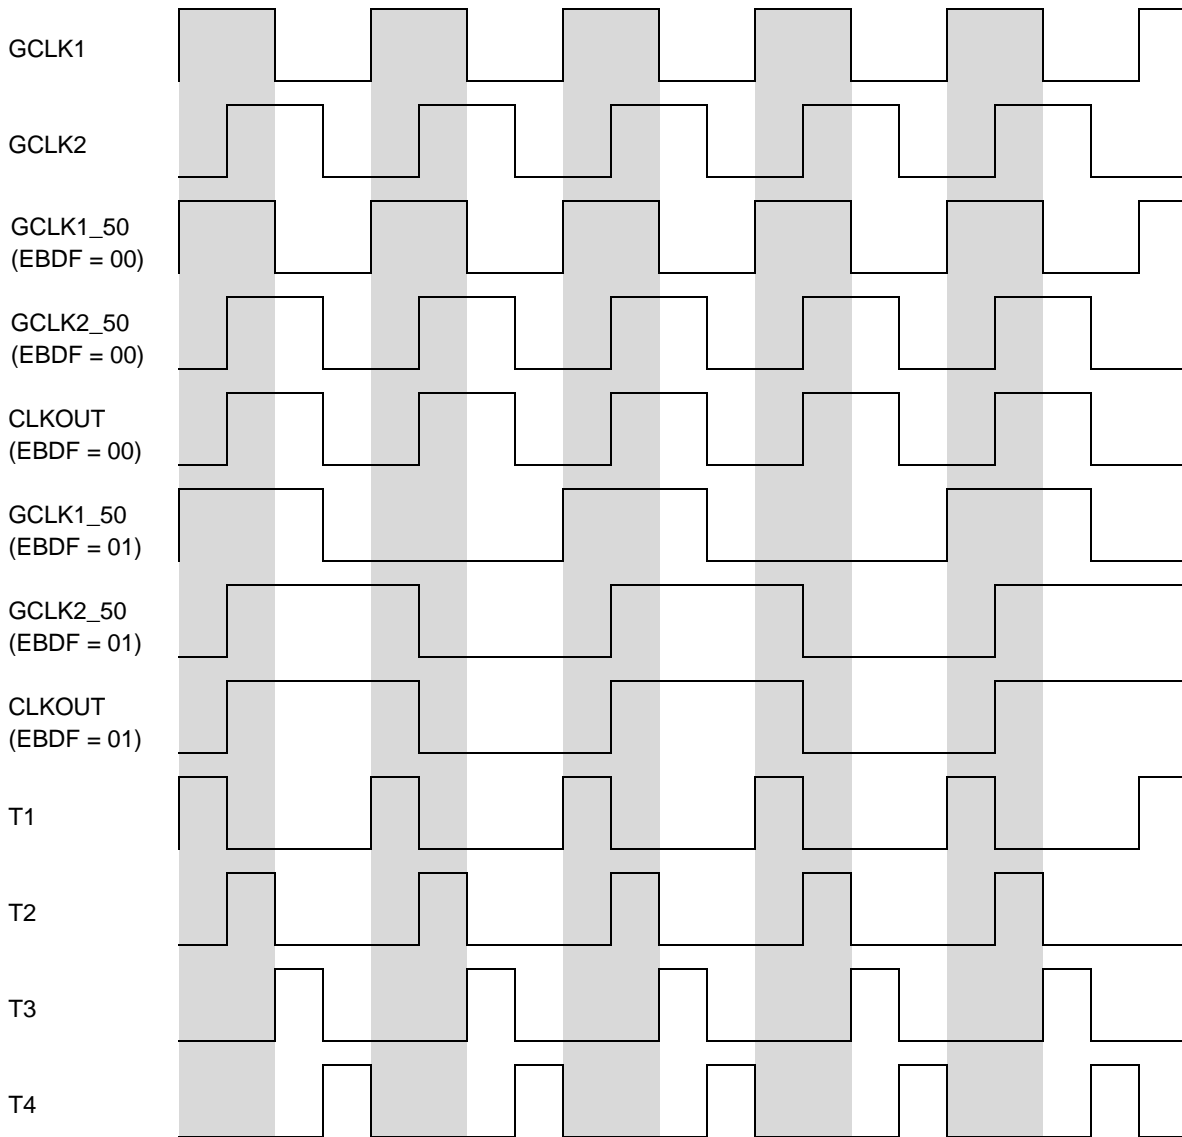 GCLK1
GCLK2
GCLK1_50
(EBDF = 00)
GCLK2_50
(EBDF = 00)
CLKOUT
(EBDF = 00)
GCLK1_50
(EBDF = 01)
GCLK2_50
(EBDF = 01)
CLKOUT
(EBDF = 01)
T1
T2
T3
T4